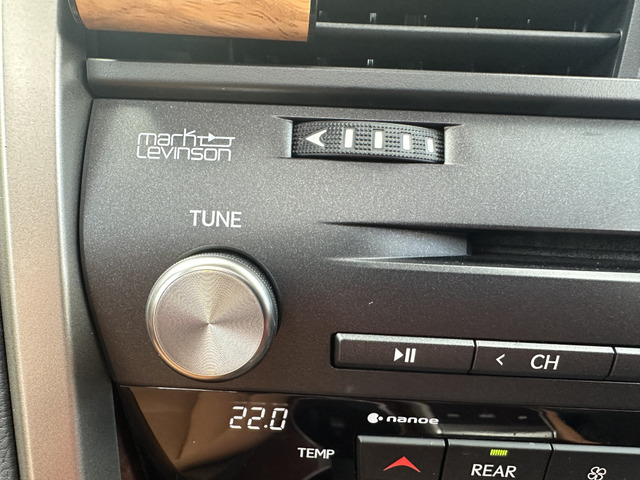 mark
LEVINSON
TUNE
< CH
22.0
nanoe
TEMP
REAR